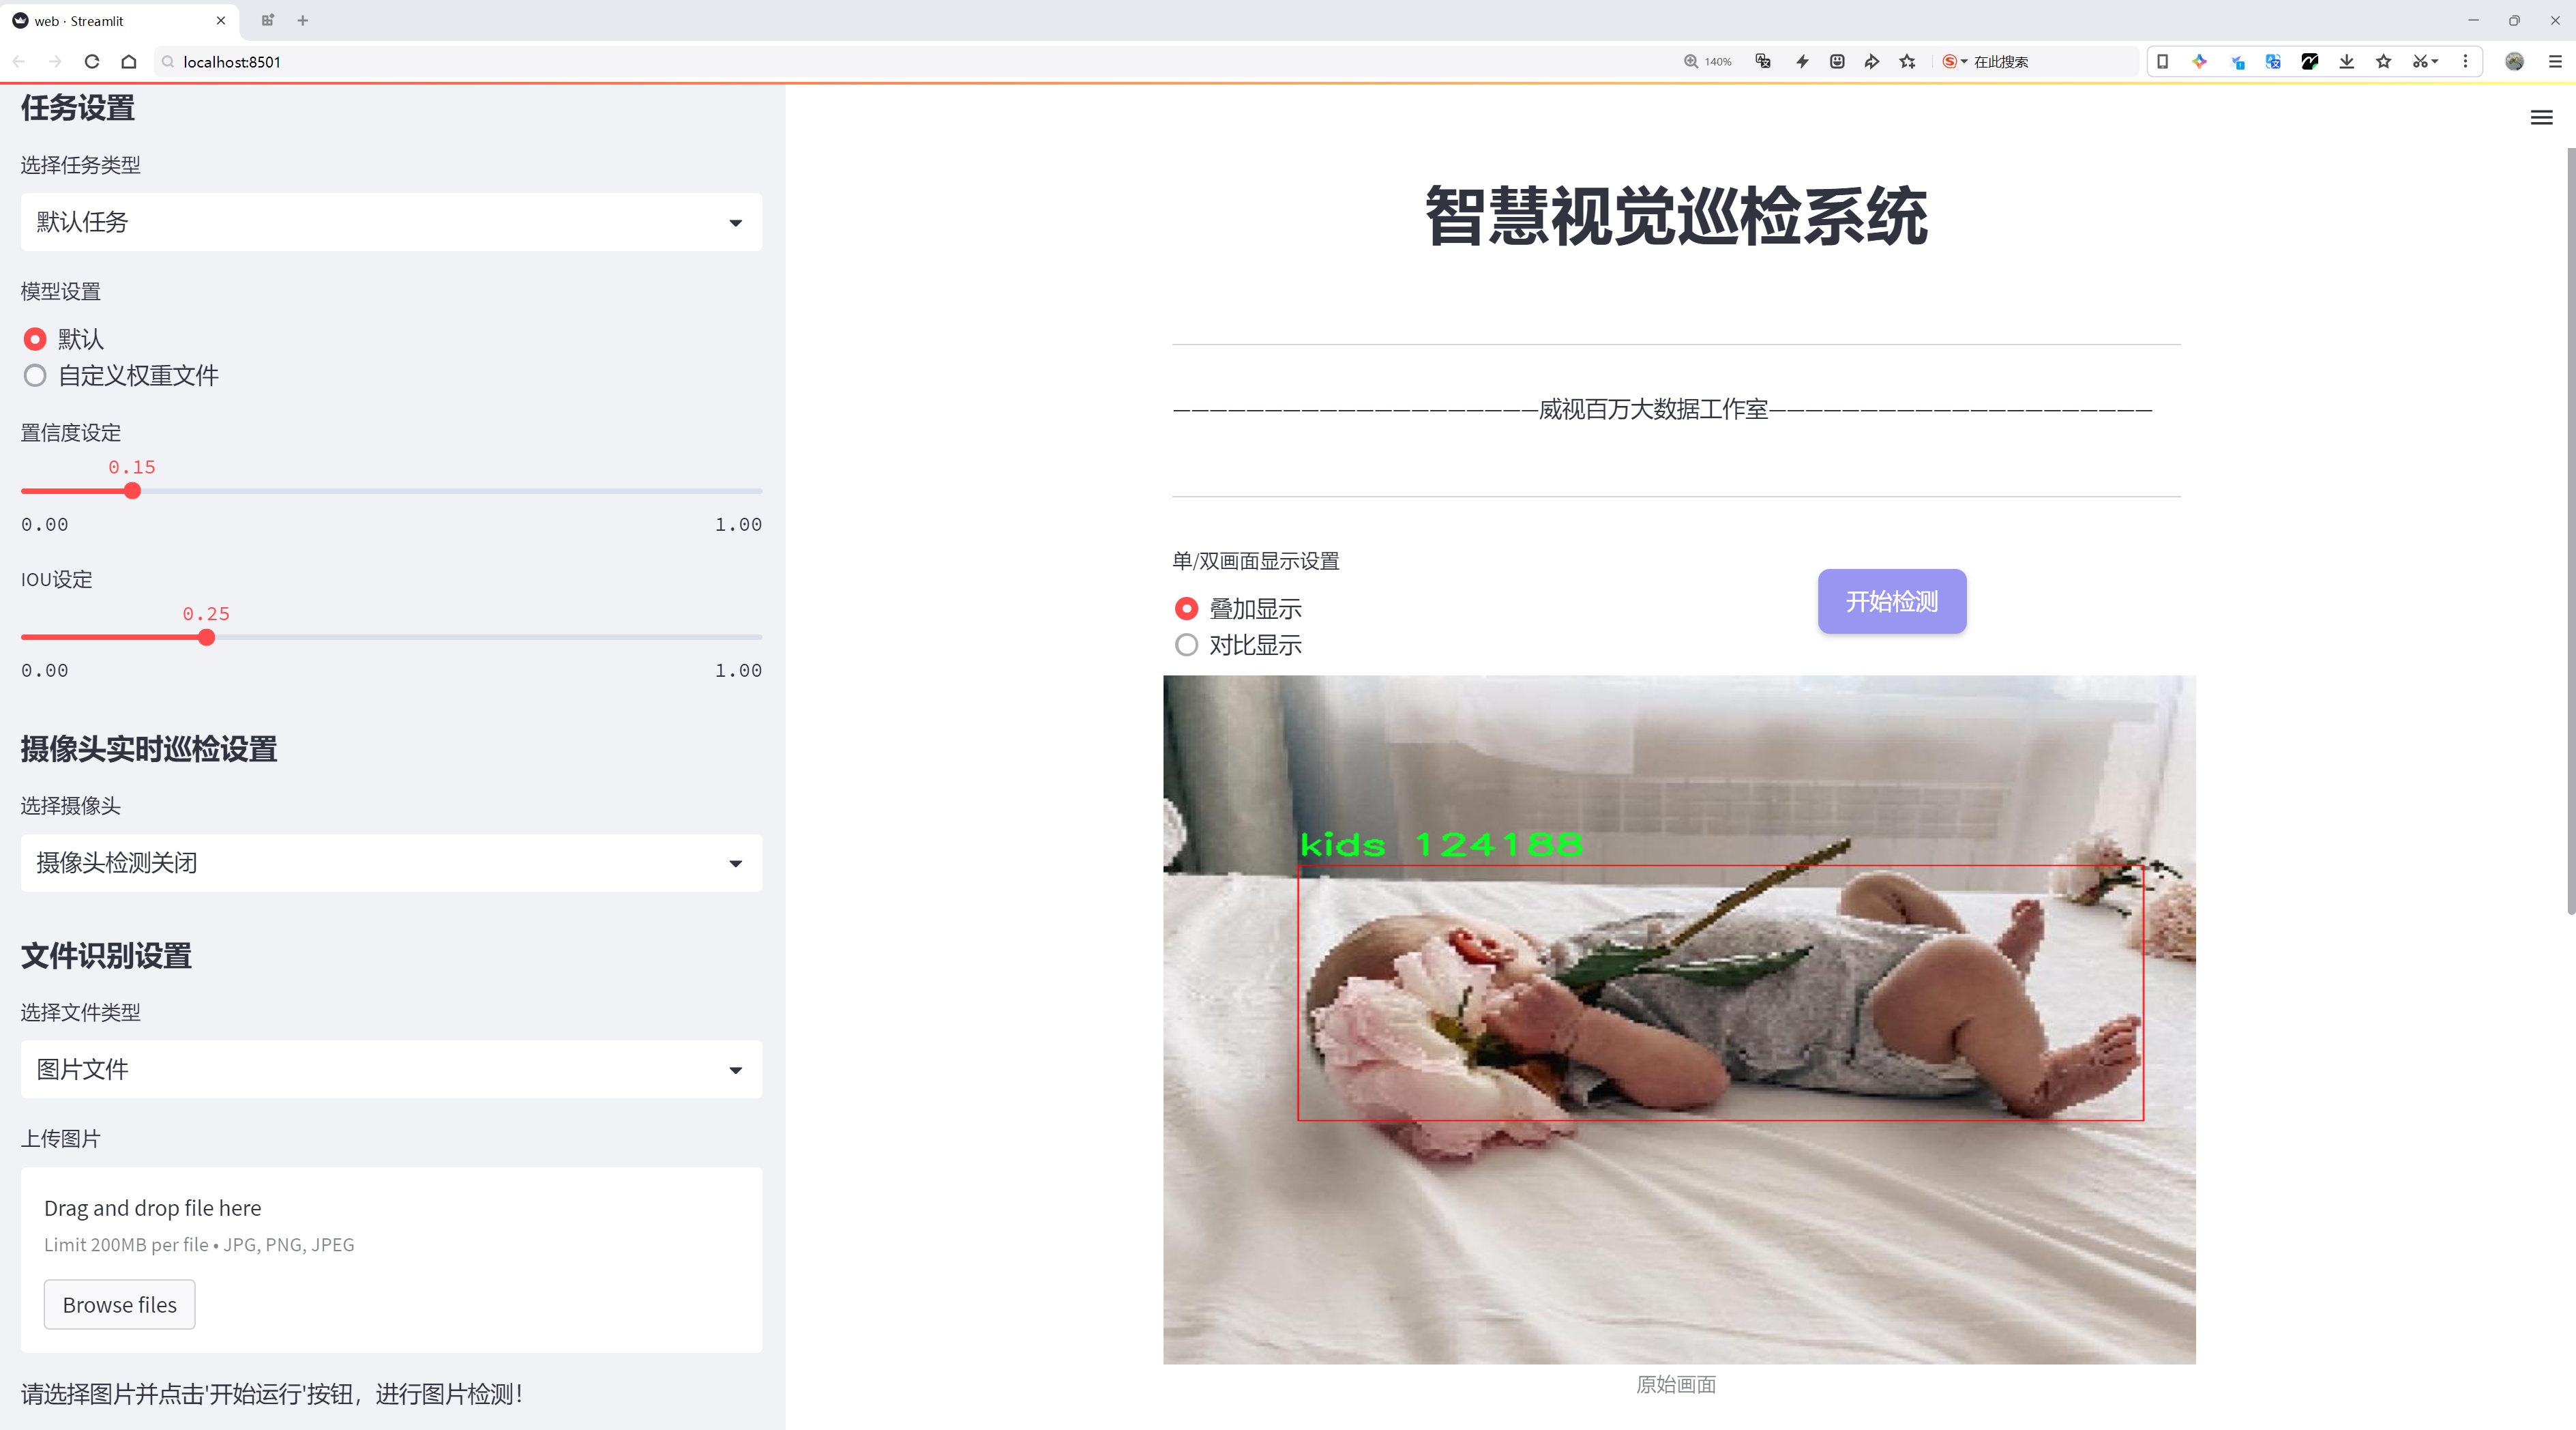 web · Streamlit
localhost:8501
140%
在此搜索
任务设置
选择任务类型
默认任务
模型设置
默认
自定义权重文件
置信度设定
0.15
0.00
1.00
IOU设定
0.25
0.00
1.00
摄像头实时巡检设置
选择摄像头
摄像头检测关闭
文件识别设置
选择文件类型
图片文件
上传图片
Drag and drop file here
Limit 200MB per file • JPG, PNG, JPEG
Browse files
请选择图片并点击'开始运行'按钮，进行图片检测！
智慧视觉巡检系统
————————————————————威视百万大数据工作室—————————————————————
单/双画面显示设置
叠加显示
对比显示
开始检测
kids 124188
原始画面